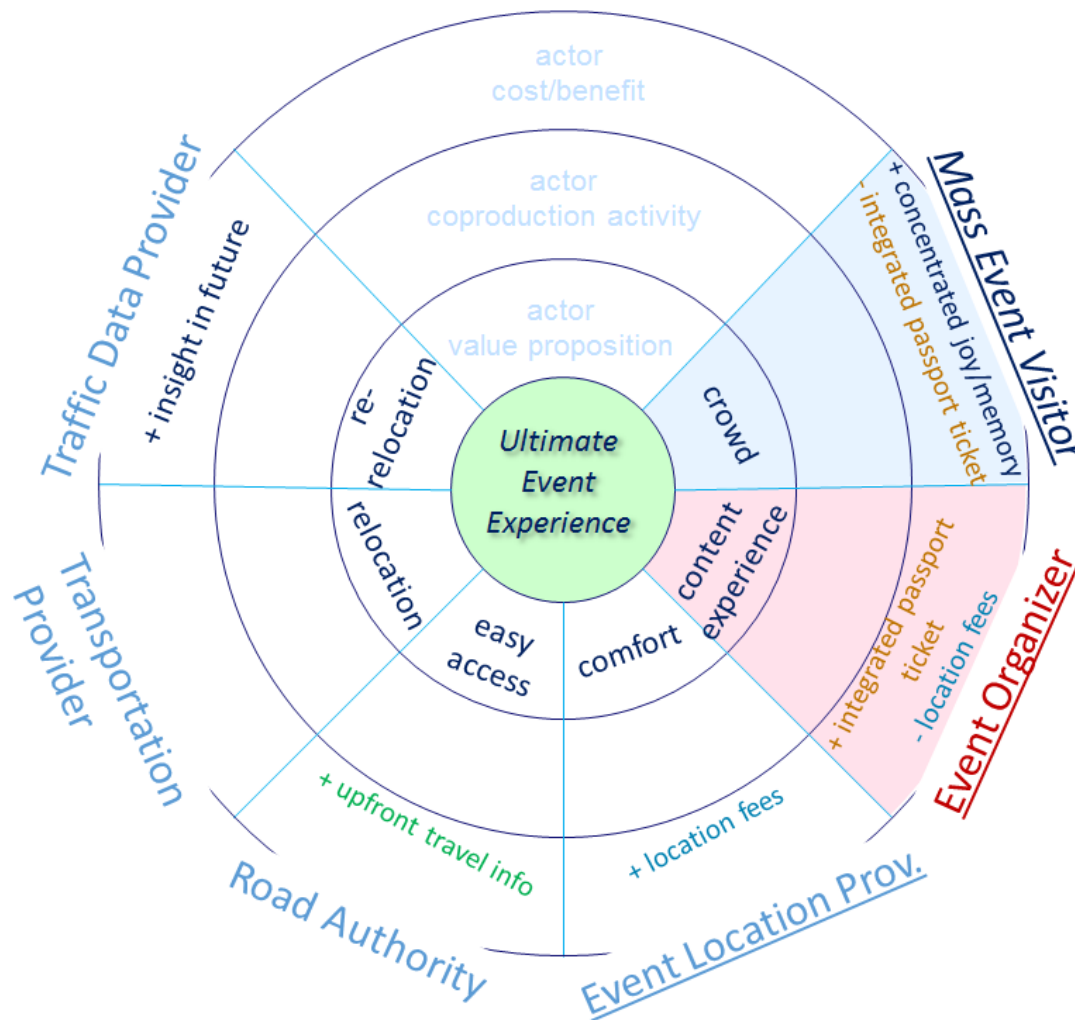 actor
cost/benefit
actor
coproduction activity
actor
value proposition
Ultimate
Event
Experience
Mass Event Visitor
+ concentrated joy/memory
- integrated passport ticket
crowd
Event Organizer
+ integrated passport
ticket
- location fees
content
experience
Event Location Prov.
+ location fees
comfort
Road Authority
+ upfront travel info
easy
access
Transportation
Provider
relocation
Traffic Data Provider
+ insight in future
re-
relocation